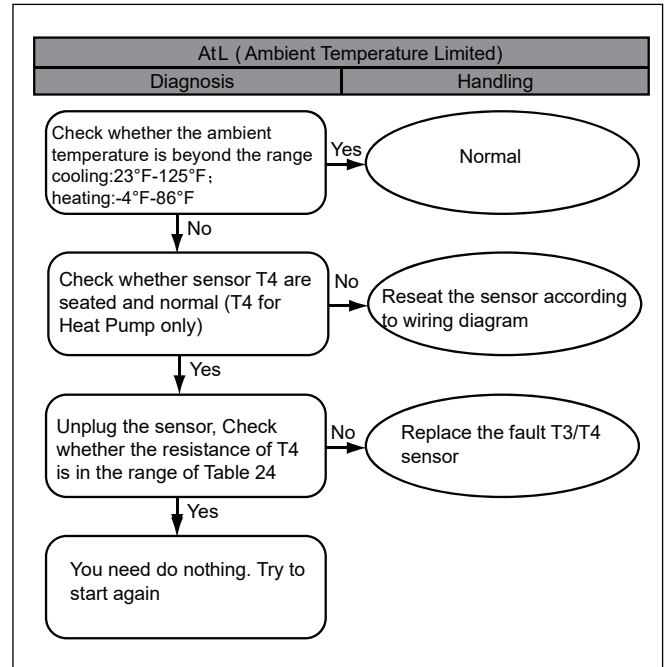 AtL ( Ambient Temperature Limited)
Diagnosis
Handling
Check whether the ambient
temperature is beyond the range
cooling:23°F-125°F；
heating:-4°F-86°F
Yes
Normal
No
Check whether sensor T4 are
seated and normal (T4 for
Heat Pump only)
No
Reseat the sensor according
to wiring diagram
Yes
Unplug the sensor, Check
whether the resistance of T4
is in the range of Table 24
No
Replace the fault T3/T4
sensor
Yes
You need do nothing. Try to
start again